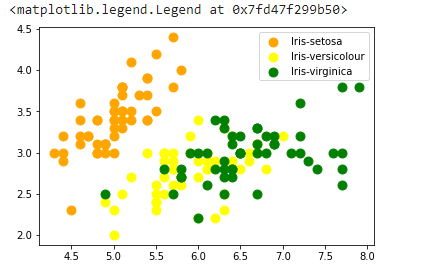 <matplotlib.legend.Legend at 0x7fd47f299b50>
4.5
Iris-setosa
Iris-versicolour
Iris-virginica
4.0
3.5
3.0
2.5
2.0
4.5 5.0 5.5 6.0 6.5 7.0 7.5 8.0